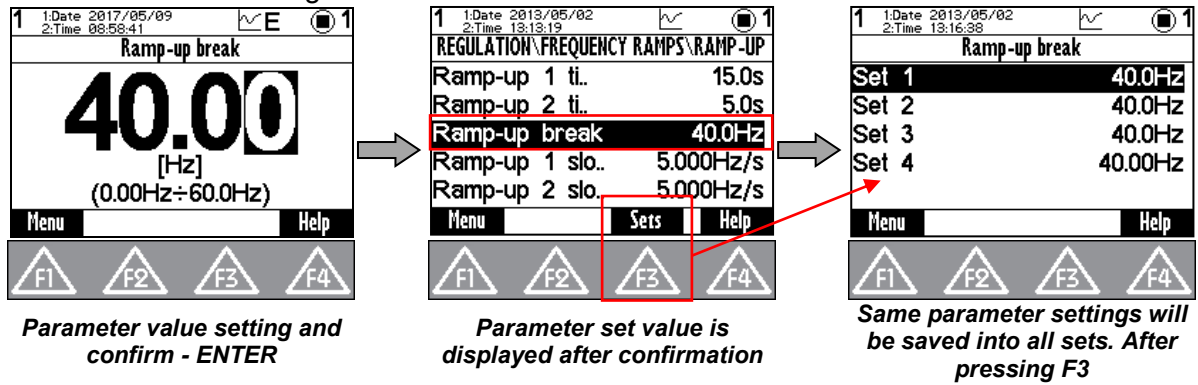 1 1:Date 2017/05/09 E 1
2:Time 08:58:41
Ramp-up break
40.00
[Hz]
(0.00Hz÷60.0Hz)
Menu Help
F1 F2 F3 F4
Parameter value setting and
confirm - ENTER
1 1:Date 2013/05/02 1
2:Time 13:13:19
REGULATION\FREQUENCY RAMPS\RAMP-UP
Ramp-up 1 ti.. 15.0s
Ramp-up 2 ti.. 5.0s
Ramp-up break 40.0Hz
Ramp-up 1 slo.. 5.000Hz/s
Ramp-up 2 slo.. 5.000Hz/s
Menu Sets Help
F1 F2 F3 F4
Parameter set value is
displayed after confirmation
1 1:Date 2013/05/02 1
2:Time 13:16:38
Ramp-up break
Set 1 40.0Hz
Set 2 40.0Hz
Set 3 40.0Hz
Set 4 40.00Hz
Menu Help
F1 F2 F3 F4
Same parameter settings will
be saved into all sets. After
pressing F3